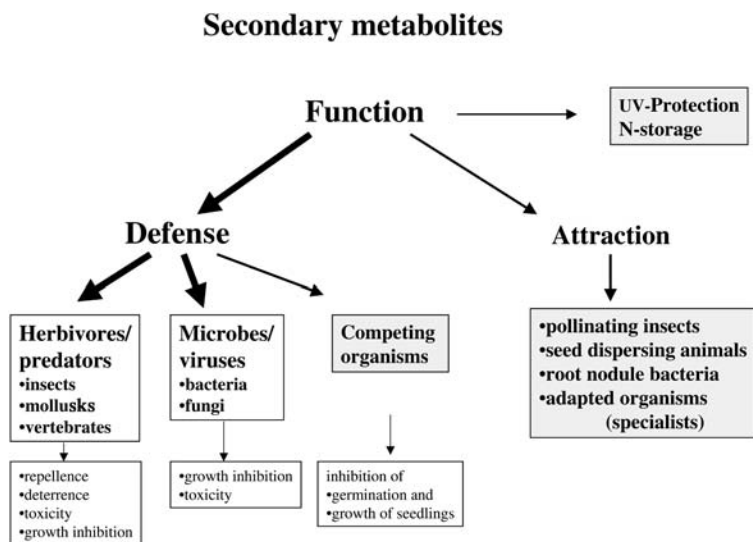 Secondary metabolites
Function
UV-Protection
N-storage
Defense
Attraction
Herbivores/
predators
•insects
•mollusks
•vertebrates
Microbes/
viruses
•bacteria
•fungi
Competing
organisms
•pollinating insects
•seed dispersing animals
•root nodule bacteria
•adapted organisms
(specialists)
•repellence
•deterrence
•toxicity
•growth inhibition
•growth inhibition
•toxicity
inhibition of
•germination and
•growth of seedlings